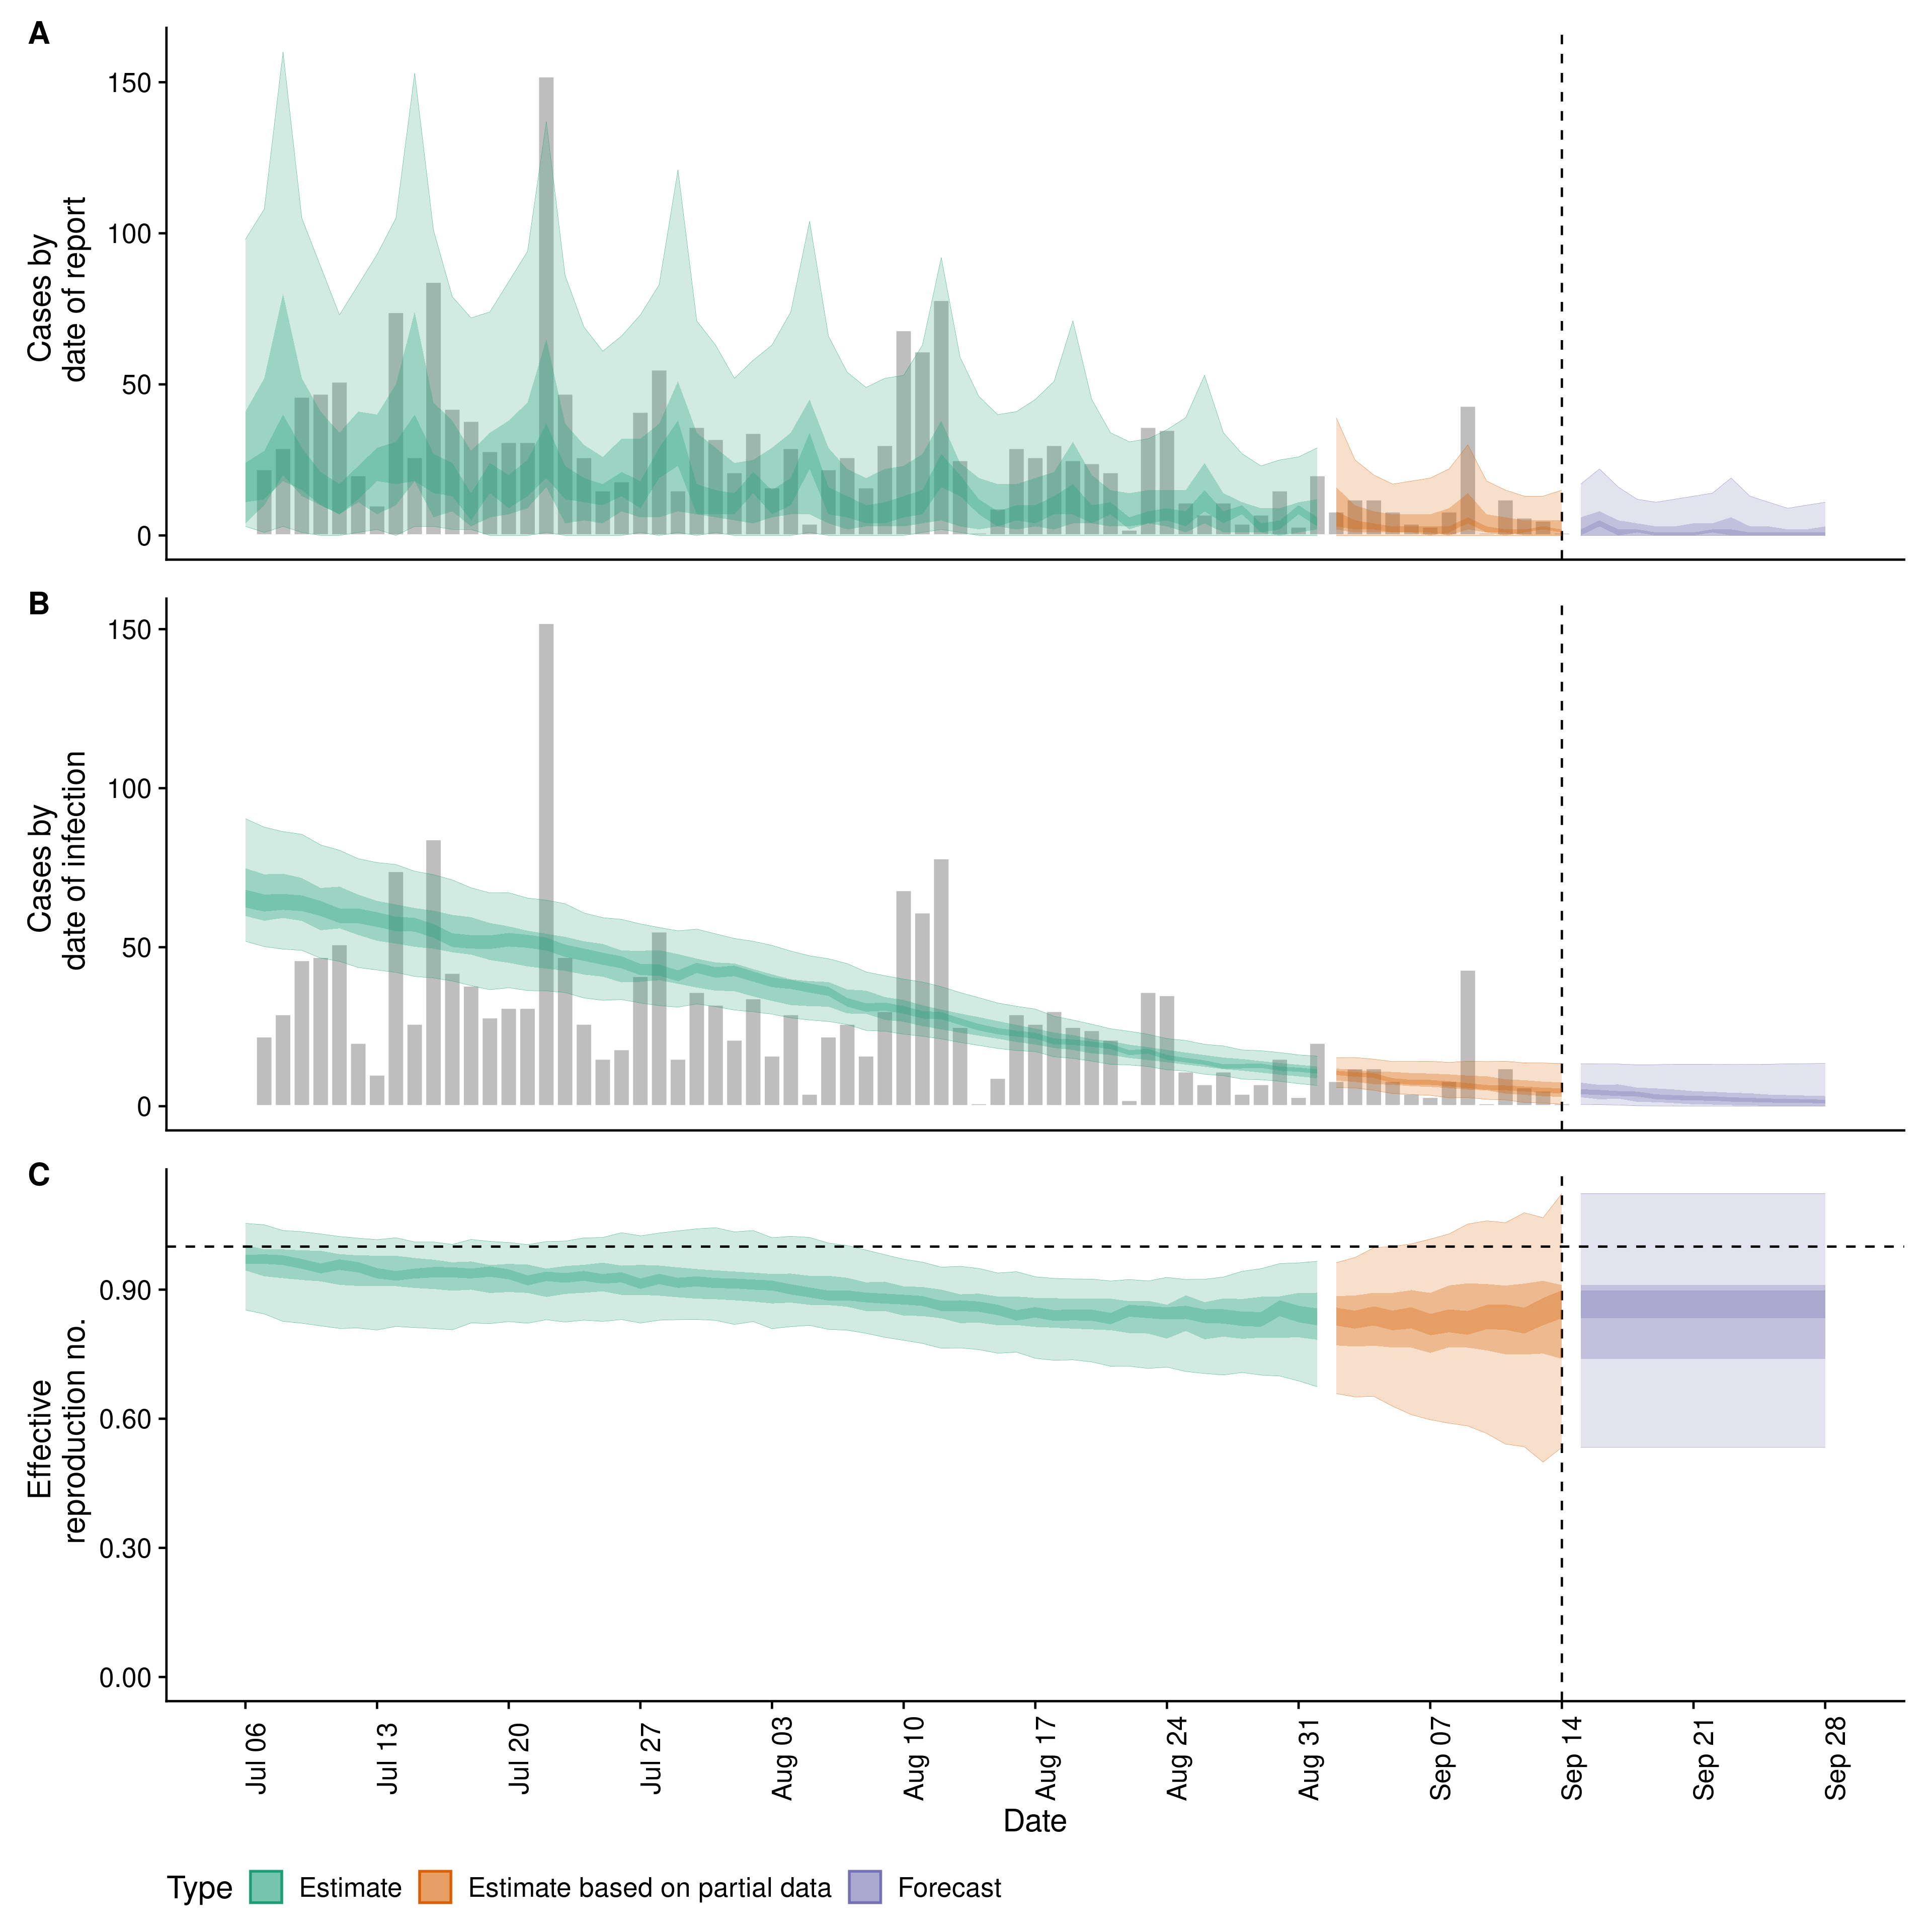 A
150
100
50
0
Cases by
date of report
B
150
100
50
0
Cases by
date of infection
C
0.90
0.60
0.30
0.00
Effective
reproduction no.
Jul 06
Jul 13
Jul 20
Jul 27
Aug 03
Aug 10
Aug 17
Aug 24
Aug 31
Sep 07
Sep 14
Sep 21
Sep 28
Date
Type Estimate Estimate based on partial data Forecast